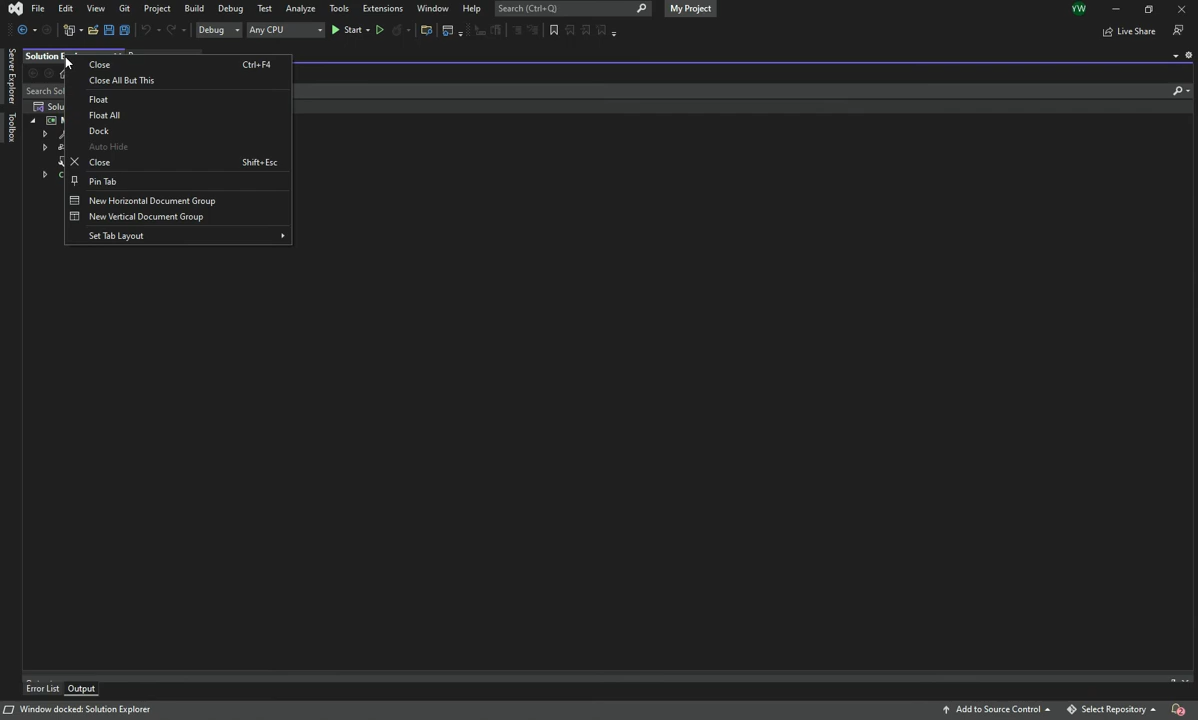 File Edit View Git Project Build Debug Test Analyze Tools Extensions Window Help Search (Ctrl+Q) My Project YW
Debug Any CPU Start Live Share
Solution
Close Ctrl+F4
Close All But This
Search
Float
Float All
Dock
Auto Hide
Close Shift+Esc
Pin Tab
New Horizontal Document Group
New Vertical Document Group
Set Tab Layout
Server Explorer
Toolbox
Error List Output
Window docked: Solution Explorer Add to Source Control Select Repository 2